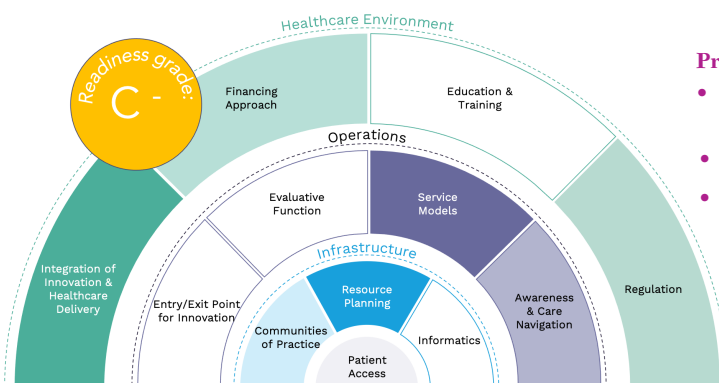 Healthcare Environment
Readiness grade:
C -
Financing
Approach
Education &
Training
Pr
Operations
Evaluative
Function
Service
Models
Infrastructure
Integration of
Innovation &
Healthcare
Delivery
Entry/Exit Point
for Innovation
Resource
Planning
Communities
of Practice
Informatics
Awareness
& Care
Navigation
Regulation
Patient
Access